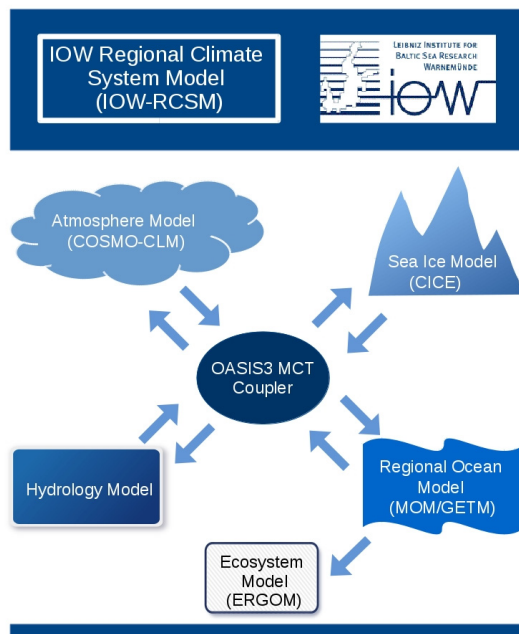 IOW Regional Climate
System Model
(IOW-RCSM)
LEIBNIZ INSTITUTE FOR
BALTIC SEA RESEARCH
WARNEMÜNDE
iOW
Atmosphere Model
(COSMO-CLM)
Sea Ice Model
(CICE)
OASIS3 MCT
Coupler
Hydrology Model
Regional Ocean
Model
(MOM/GETM)
Ecosystem
Model
(ERGOM)